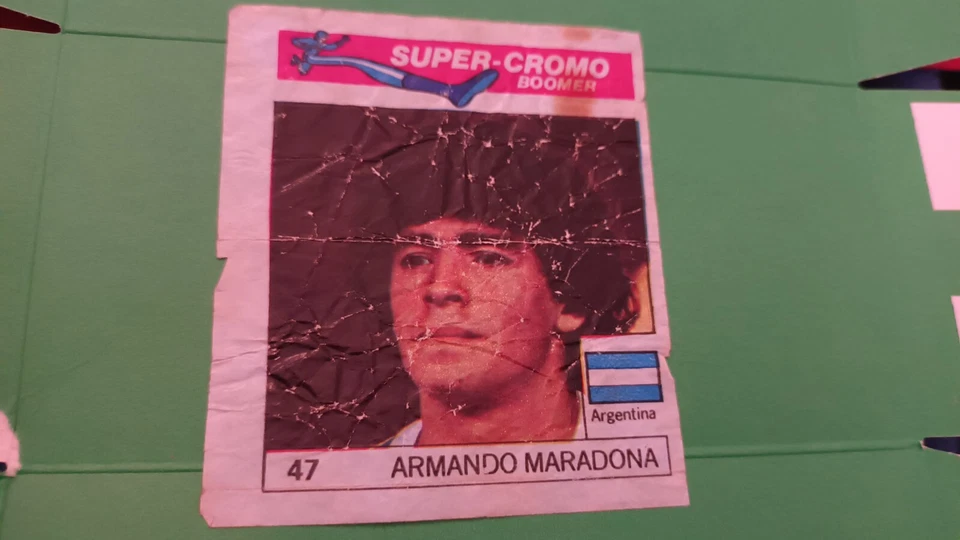 SUPER-CROMO
BOOMER
Argentina
47 ARMANDO MARADONA